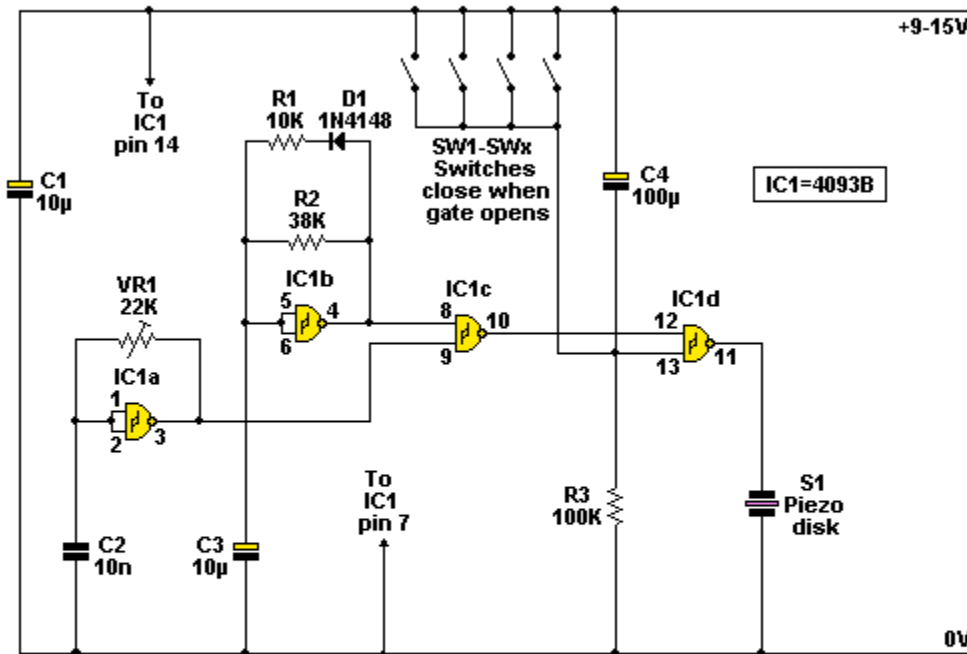 +9-15V
To
IC1
pin 14
R1
10K
D1
1N4148
SW1-SWx
Switches
close when
gate opens
C1
10µ
C4
100µ
IC1=4093B
R2
38K
VR1
22K
IC1b
5
6
4
IC1c
8
9
10
IC1d
12
13
11
IC1a
1
2
3
To
IC1
pin 7
R3
100K
S1
Piezo
disk
C2
10n
C3
10µ
0V